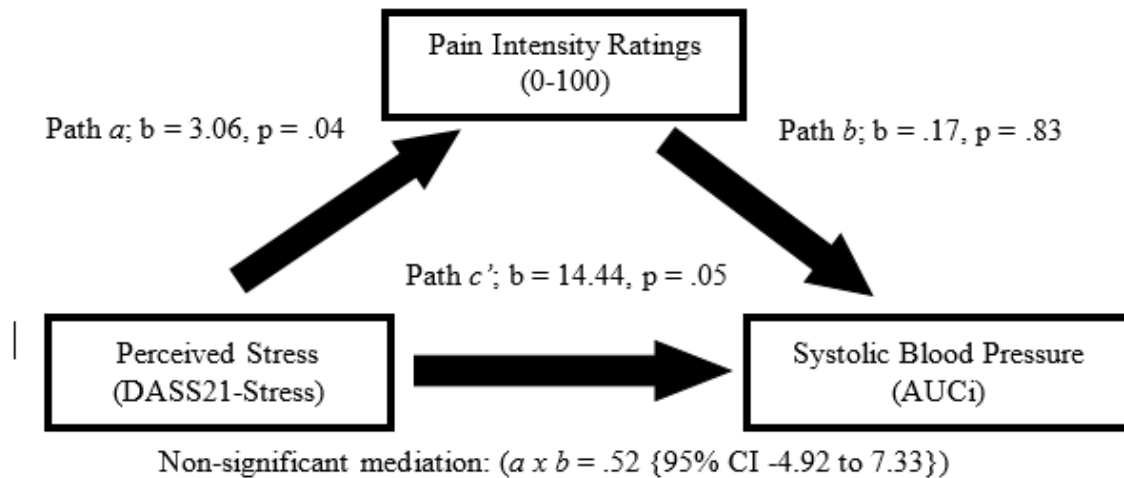 Pain Intensity Ratings
(0-100)
Path a; b = 3.06, p = .04
Path b; b = .17, p = .83
Path c’; b = 14.44, p = .05
Perceived Stress
(DASS21-Stress)
Systolic Blood Pressure
(AUCi)
Non-significant mediation: (a x b = .52 {95% CI -4.92 to 7.33})